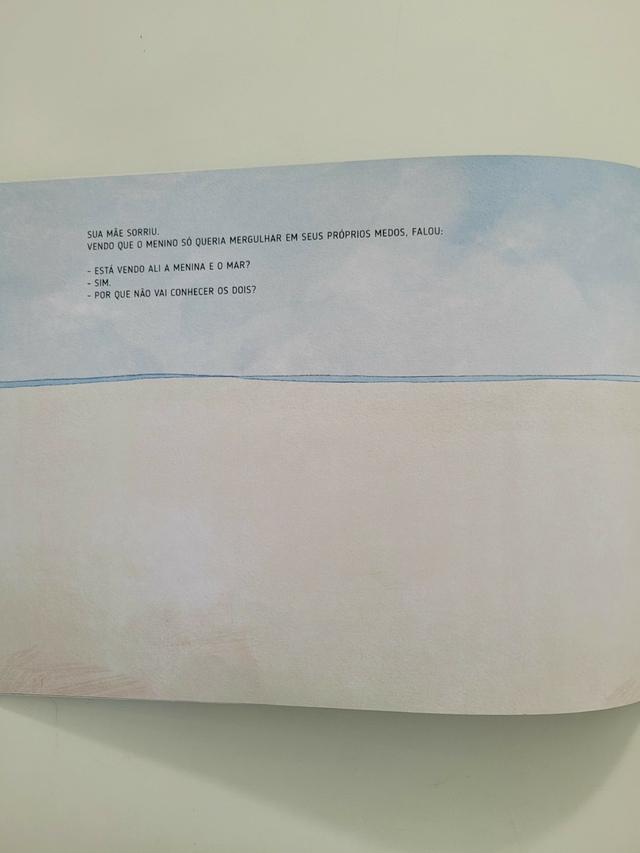 SUA MÃE SORRIU.
VENDO QUE O MENINO SÓ QUERIA MERGULHAR EM SEUS PRÓPRIOS MEDOS, FALOU:
- ESTÁ VENDO ALI A MENINA E O MAR?
- SIM.
- POR QUE NÃO VAI CONHECER OS DOIS?